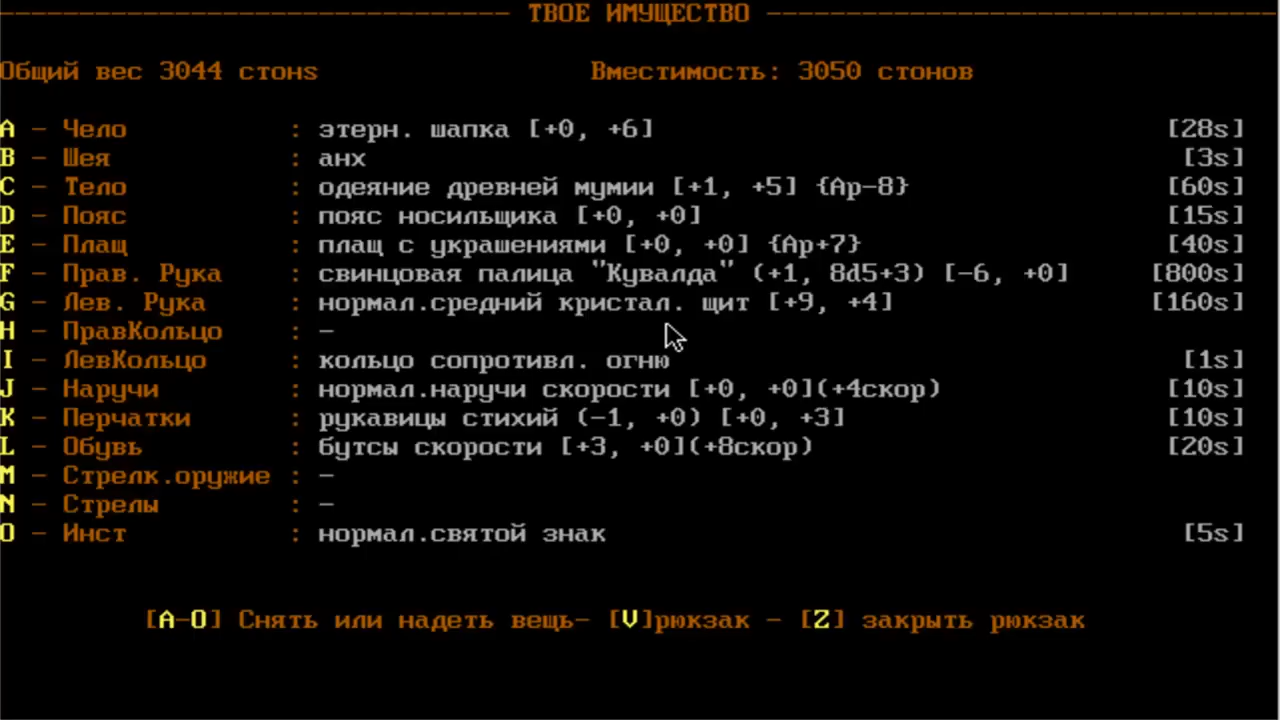 ТВОЕ ИМУЩЕСТВО
Общий вес 3044 стонs Вместимость: 3050 стонов
A - Чело : этерн. шапка [+0, +6] [28s]
B - Шея : анх [3s]
C - Тело : одеяние древней мумии [+1, +5] {Ар-8} [60s]
D - Пояс : пояс носильщика [+0, +0] [15s]
E - Плащ : плащ с украшениями [+0, +0] {Ар+7} [40s]
F - Прав. Рука : свинцовая палица "Кувалда" (+1, 8d5+3) [-6, +0] [800s]
G - Лев. Рука : нормал.средний кристал. щит [+9, +4] [160s]
H - ПравКольцо : -
I - ЛевКольцо : кольцо сопротивл. огню [1s]
J - Наручи : нормал.наручи скорости [+0, +0](+4скор) [10s]
K - Перчатки : рукавицы стихий (-1, +0) [+0, +3] [10s]
L - Обувь : бутсы скорости [+3, +0](+8скор) [20s]
M - Стрелк.оружие : -
N - Стрелы : -
O - Инст : нормал.святой знак [5s]
[A-O] Снять или надеть вещь- [V]рюкзак - [Z] закрыть рюкзак